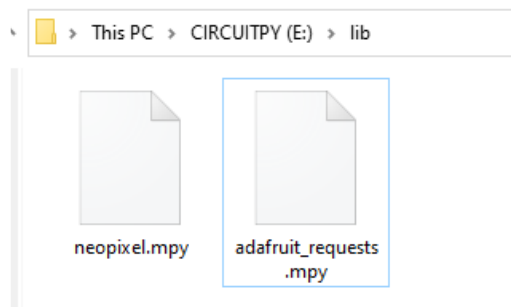 This PC > CIRCUITPY (E:) > lib
neopixel.mpy
adafruit_requests
.mpy